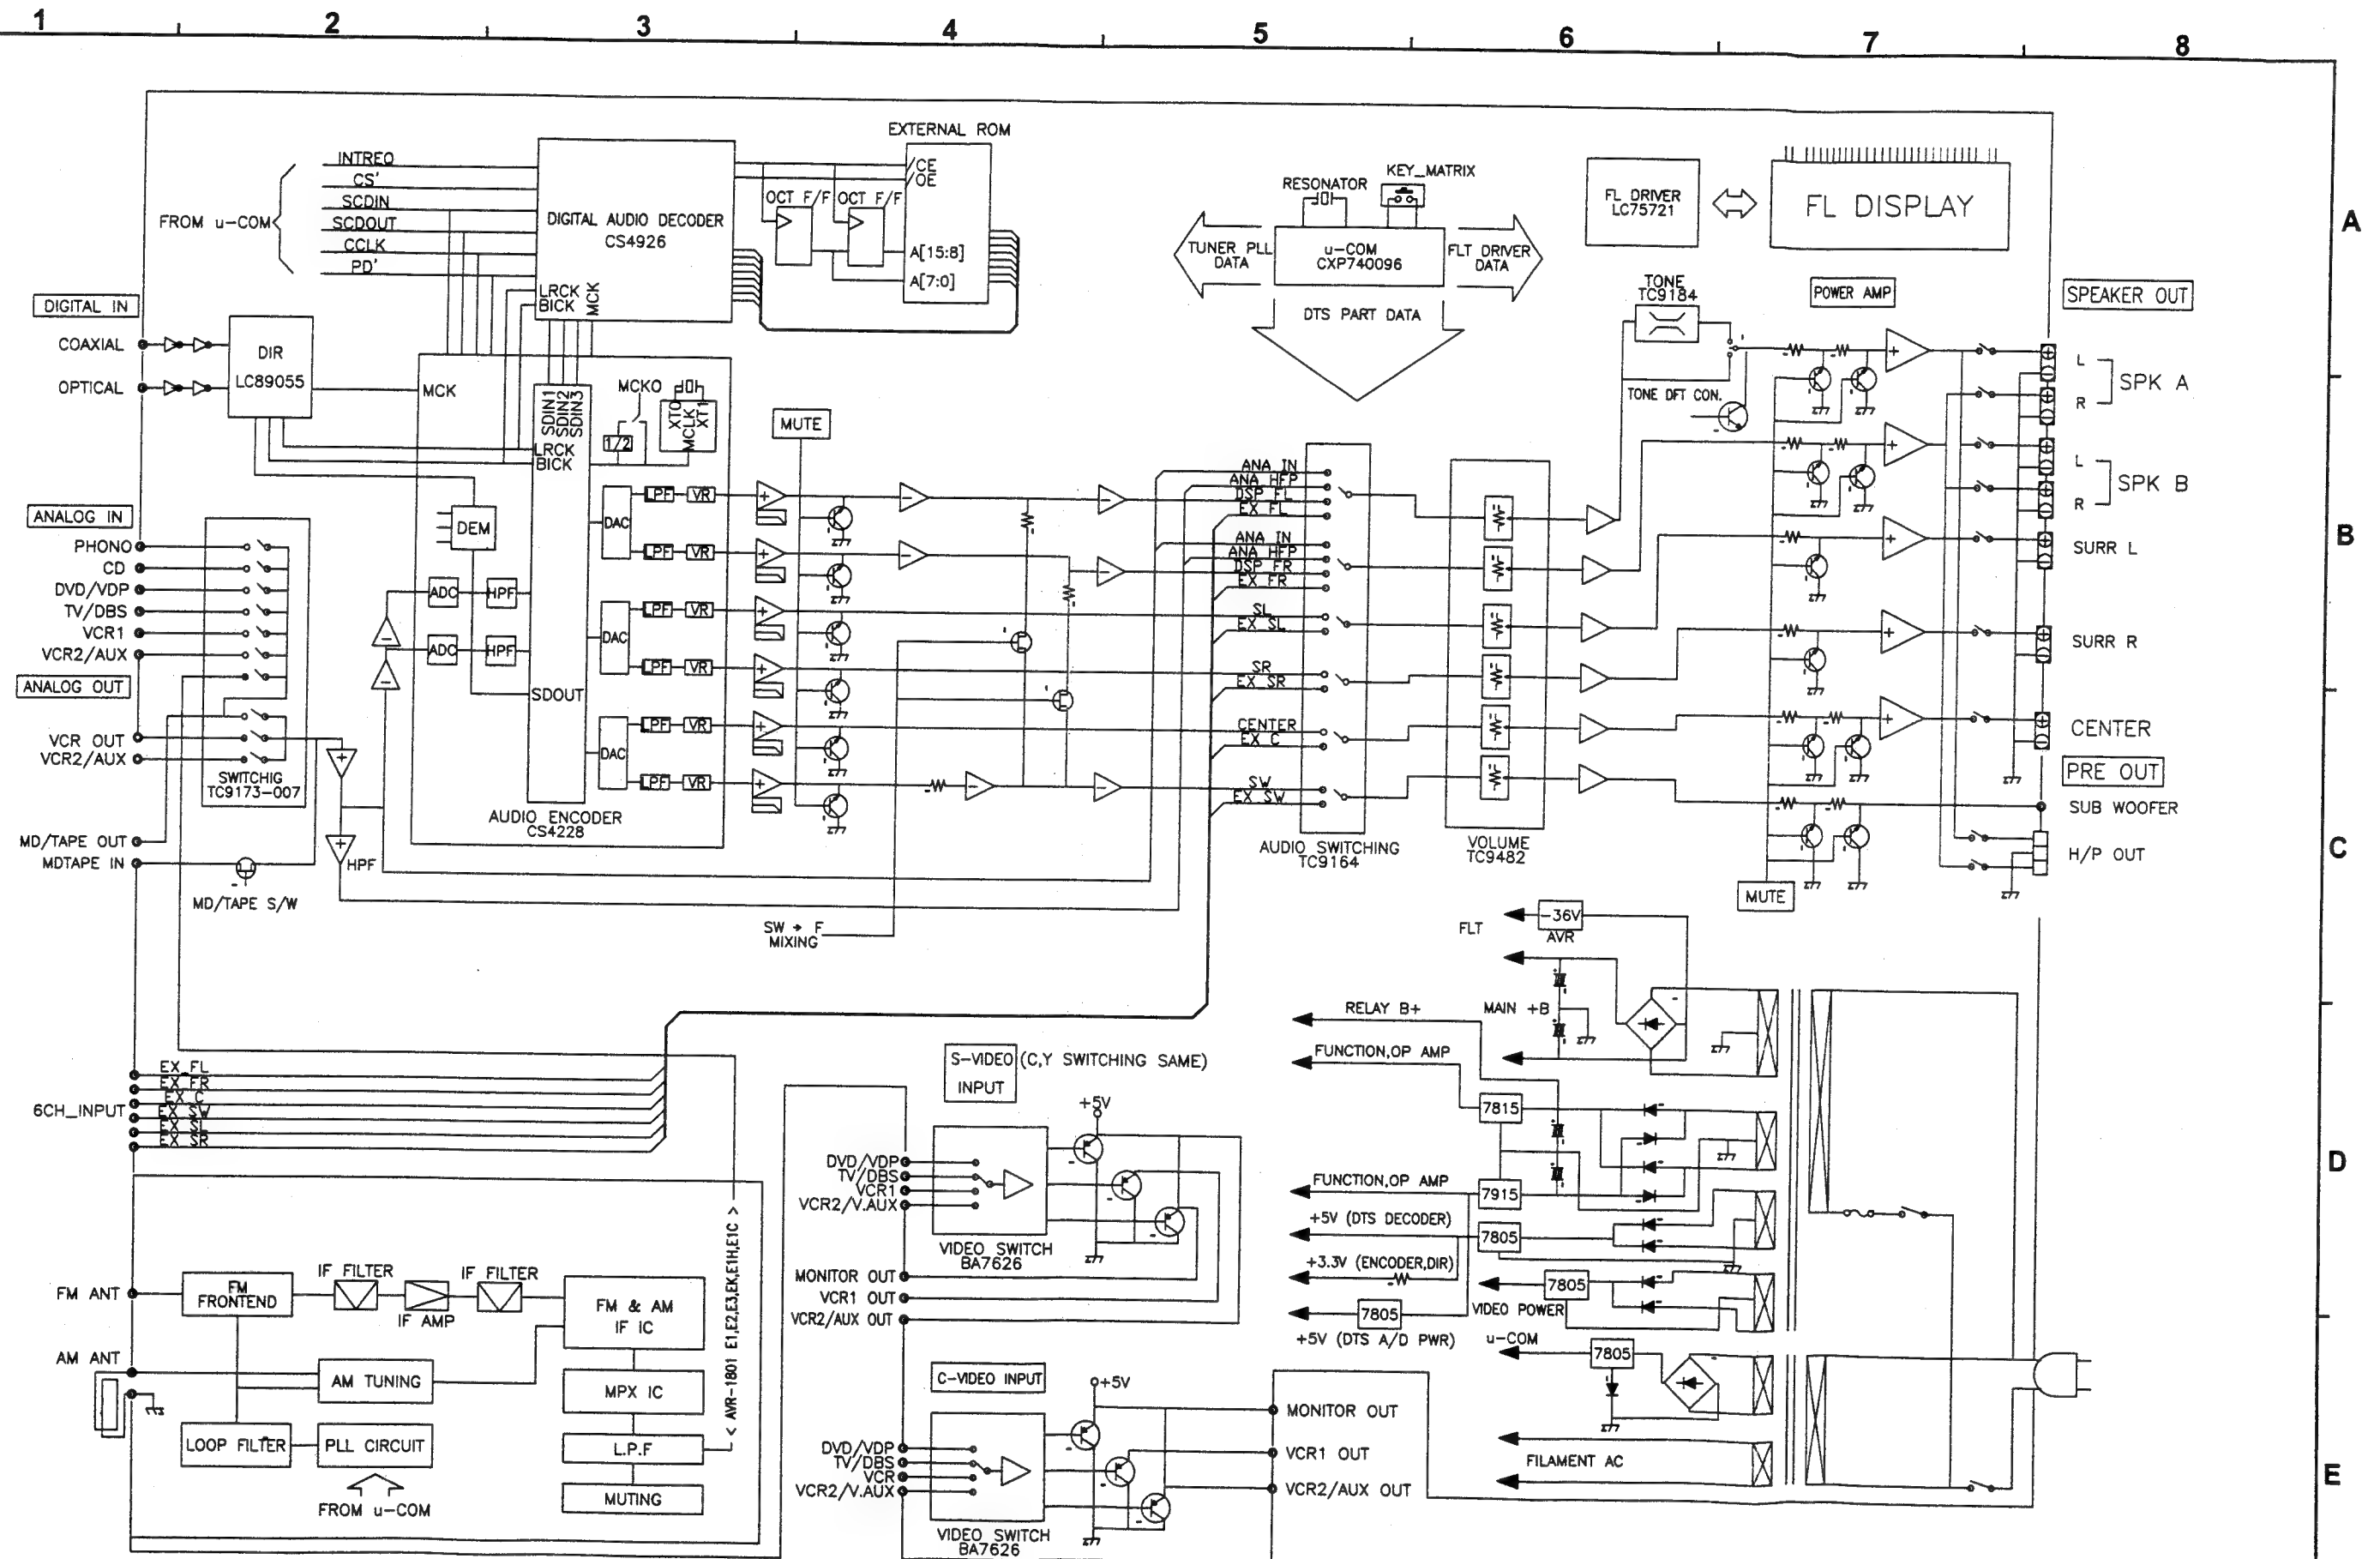 1 2 3 4 5 6 7 8
A
B
C
D
E
EXTERNAL ROM
INTREQ
CS'
SCDIN
SCDOUT
CCLK
PD'
FROM u-COM
DIGITAL AUDIO DECODER
CS4926
LRCK
BICK
MCK
OCT F/F
OCT F/F
/CE
/OE
A[15:8]
A[7:0]
RESONATOR
KEY_MATRIX
TUNER PLL
DATA
u-COM
CXP740096
FLT DRIVER
DATA
DTS PART DATA
FL DRIVER
LC75721
FL DISPLAY
TONE
TC9184
POWER AMP
SPEAKER OUT
DIGITAL IN
COAXIAL
OPTICAL
DIR
LC89055
MCK
SDIN1
SDIN2
SDIN3
MCKO
1/2
XTO
MCLK
XT1
LRCK
BICK
MUTE
TONE DFT CON.
L
R
SPK A
L
R
SPK B
SURR L
SURR R
CENTER
PRE OUT
SUB WOOFER
H/P OUT
ANALOG IN
PHONO
CD
DVD/VDP
TV/DBS
VCR1
VCR2/AUX
ANALOG OUT
VCR OUT
VCR2/AUX
SWITCHIG
TC9173-007
MD/TAPE OUT
MDTAPE IN
MD/TAPE S/W
HPF
DEM
ADC
HPF
ADC
HPF
SDOUT
AUDIO ENCODER
CS4228
DAC
LPF
VR
LPF
VR
DAC
LPF
VR
LPF
VR
DAC
LPF
VR
LPF
VR
SW → F
MIXING
ANA IN
ANA HFP
DSP FL
EX FL
ANA IN
ANA HFP
DSP FR
EX FR
SL
EX SL
SR
EX SR
CENTER
EX C
SW
EX SW
AUDIO SWITCHING
TC9164
VOLUME
TC9482
MUTE
FLT
-36V
AVR
RELAY B+
MAIN +B
FUNCTION,OP AMP
7815
FUNCTION,OP AMP
7915
+5V (DTS DECODER)
7805
+3.3V (ENCODER,DIR)
7805
VIDEO POWER
7805
+5V (DTS A/D PWR)
u-COM
7805
FILAMENT AC
6CH_INPUT
EX FL
EX FR
EX C
EX SW
EX SL
EX SR
S-VIDEO
INPUT
(C,Y SWITCHING SAME)
+5V
DVD/VDP
TV/DBS
VCR1
VCR2/V.AUX
VIDEO SWITCH
BA7626
MONITOR OUT
VCR1 OUT
VCR2/AUX OUT
C-VIDEO INPUT
+5V
DVD/VDP
TV/DBS
VCR
VCR2/V.AUX
VIDEO SWITCH
BA7626
MONITOR OUT
VCR1 OUT
VCR2/AUX OUT
FM ANT
FM
FRONTEND
IF FILTER
IF AMP
IF FILTER
FM & AM
IF IC
AM ANT
AM TUNING
MPX IC
LOOP FILTER
PLL CIRCUIT
L.P.F
MUTING
FROM u-COM
< AVR-1801 E1,E2,E3,EK,E1H,E1C >